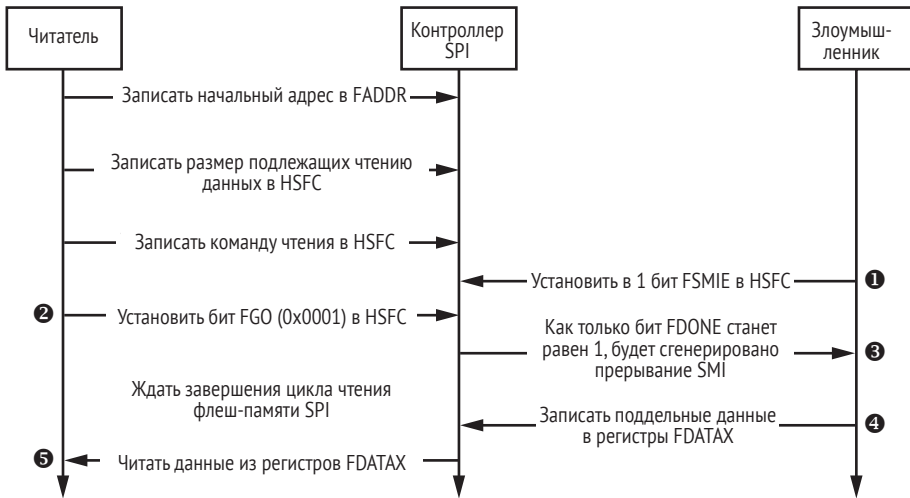 Читатель
Контроллер
SPI
Злоумыш-
ленник
Записать начальный адрес в FADDR
Записать размер подлежащих чтению
данных в HSFC
Записать команду чтения в HSFC
Установить в 1 бит FSMIE в HSFC
❶
❷
Установить бит FGO (0x0001) в HSFC
Как только бит FDONE станет
равен 1, будет сгенерировано
прерывание SMI
❸
Ждать завершения цикла чтения
флеш-памяти SPI
Записать поддельные данные
в регистры FDATAX
❹
❺
Читать данные из регистров FDATAX